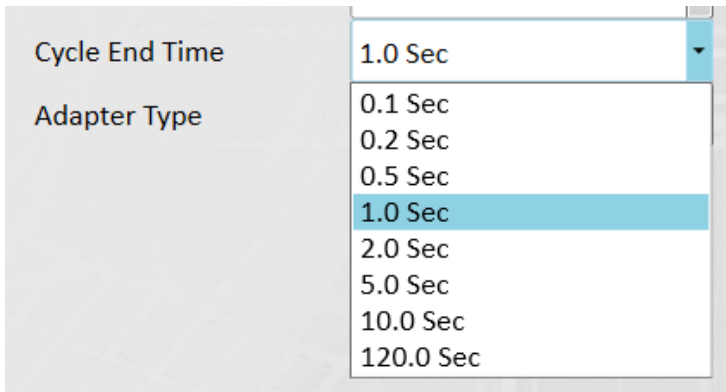 Cycle End Time
1.0 Sec
Adapter Type
0.1 Sec
0.2 Sec
0.5 Sec
1.0 Sec
2.0 Sec
5.0 Sec
10.0 Sec
120.0 Sec